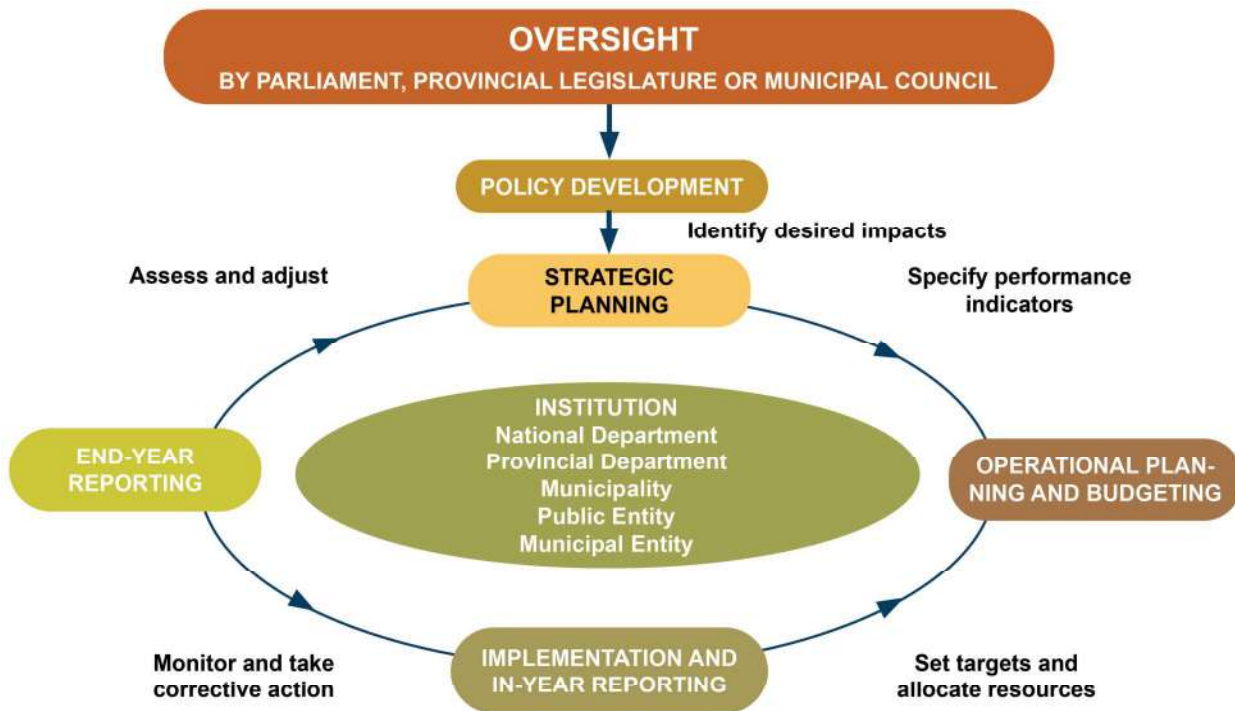 OVERSIGHT
BY PARLIAMENT, PROVINCIAL LEGISLATURE OR MUNICIPAL COUNCIL
POLICY DEVELOPMENT
Identify desired impacts
Assess and adjust
STRATEGIC
PLANNING
Specify performance
indicators
END-YEAR
REPORTING
INSTITUTION
National Department
Provincial Department
Municipality
Public Entity
Municipal Entity
OPERATIONAL PLAN-
NING AND BUDGETING
Monitor and take
corrective action
IMPLEMENTATION AND
IN-YEAR REPORTING
Set targets and
allocate resources